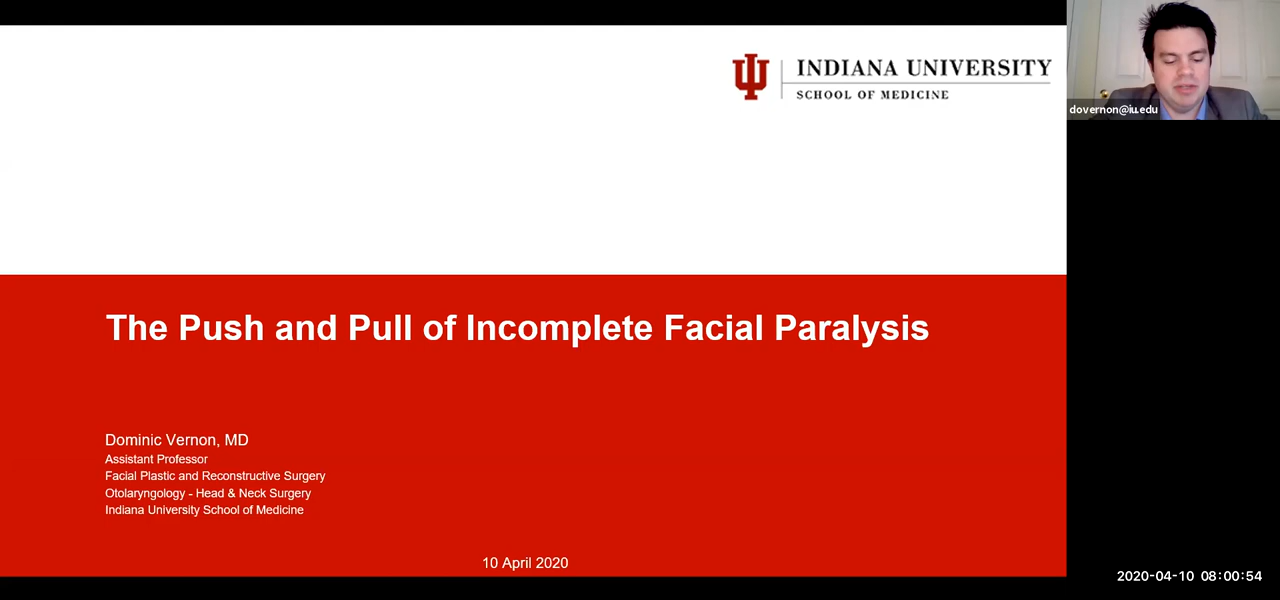 INDIANA UNIVERSITY
SCHOOL OF MEDICINE
dovernon@iu.edu
The Push and Pull of Incomplete Facial Paralysis
Dominic Vernon, MD
Assistant Professor
Facial Plastic and Reconstructive Surgery
Otolaryngology - Head & Neck Surgery
Indiana University School of Medicine
10 April 2020
2020-04-10 08:00:54